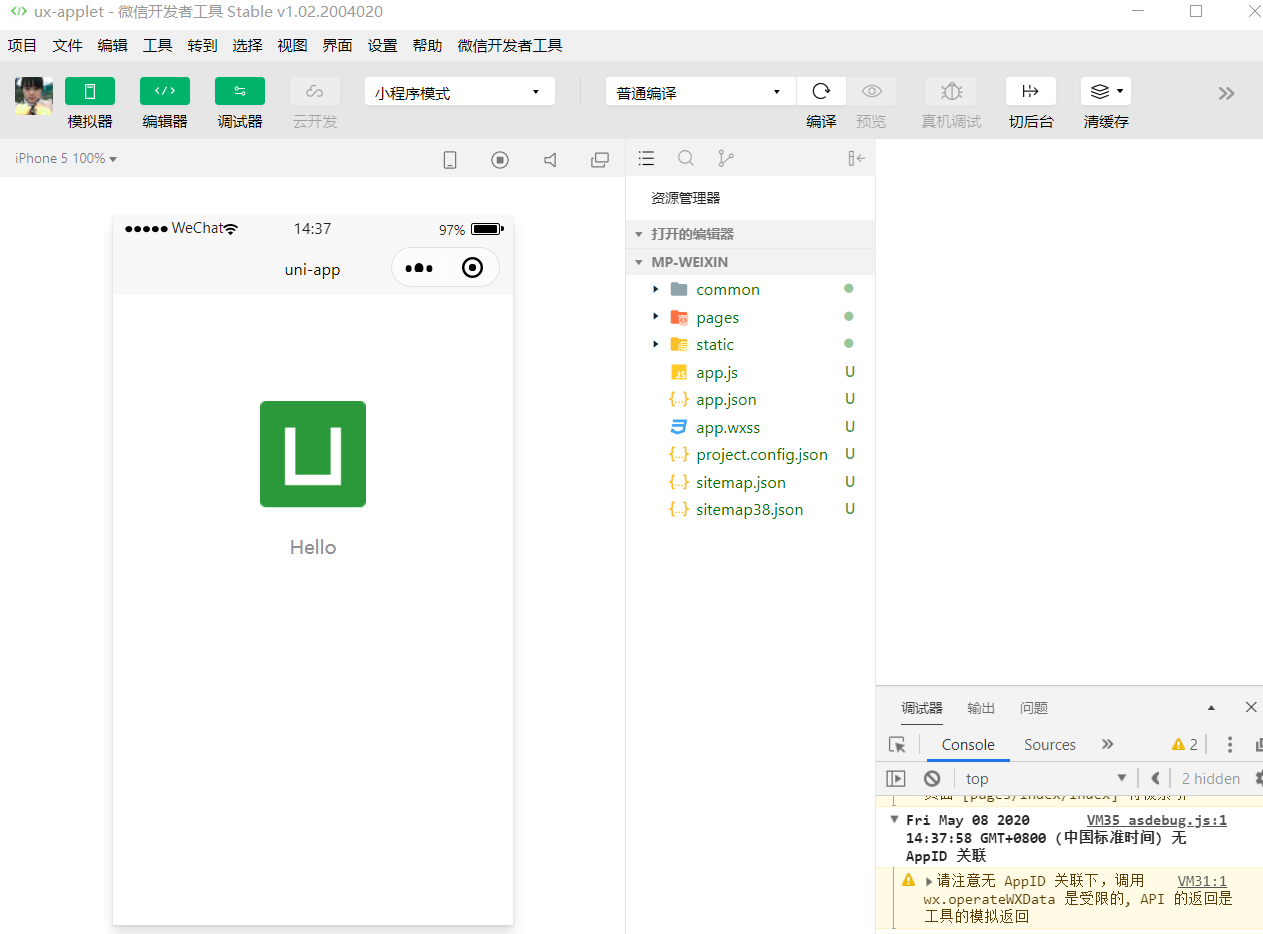 ux-applet - 微信开发者工具 Stable v1.02.2004020
项目 文件 编辑 工具 转到 选择 视图 界面 设置 帮助 微信开发者工具
模拟器 编辑器 调试器 云开发
小程序模式
普通编译
编译 预览 真机调试 切后台 清缓存
iPhone 5 100%
WeChat 14:37 97%
uni-app
Hello
资源管理器
打开的编辑器
MP-WEIXIN
common
pages
static
app.js U
app.json U
app.wxss U
project.config.json U
sitemap.json U
sitemap38.json U
调试器 输出 问题
Console Sources 2
top 2 hidden
Fri May 08 2020 VM35 asdebug.js:1
14:37:58 GMT+0800 (中国标准时间) 无
AppID 关联
请注意无 AppID 关联下，调用 VM31:1
wx.operateWXData 是受限的, API 的返回是
工具的模拟返回